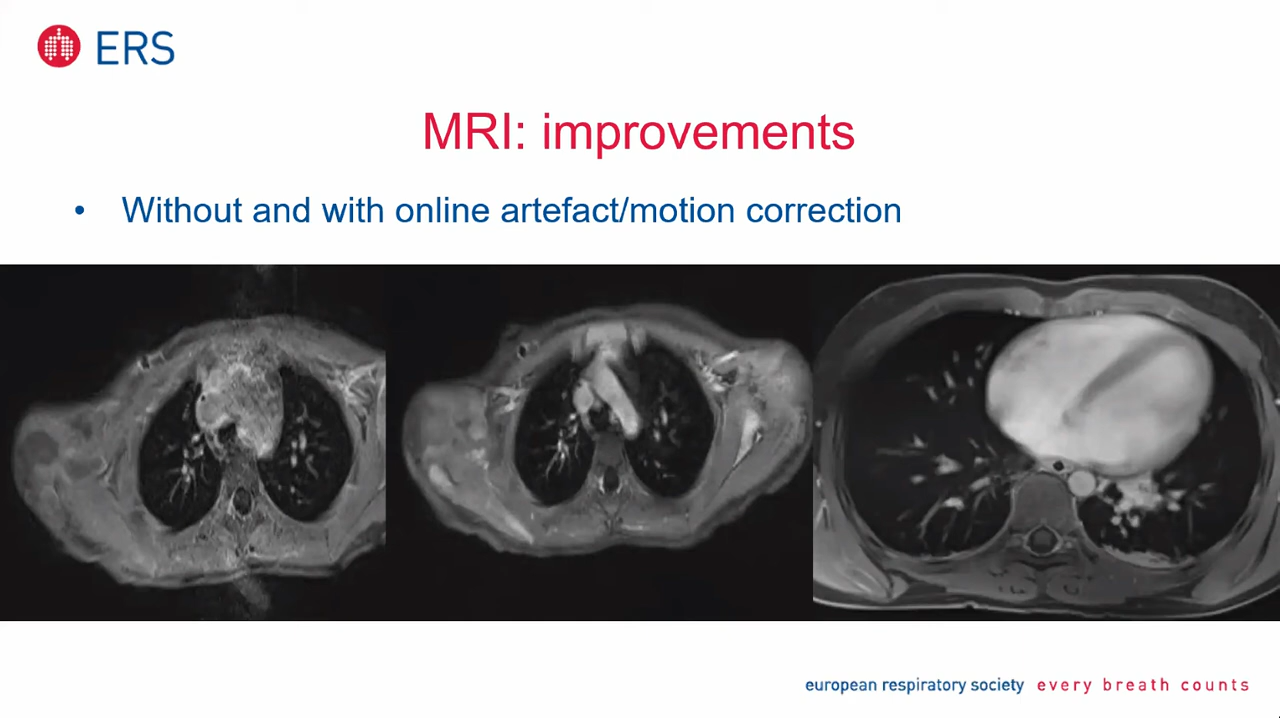 ERS
MRI: improvements
• Without and with online artefact/motion correction
european respiratory society every breath counts